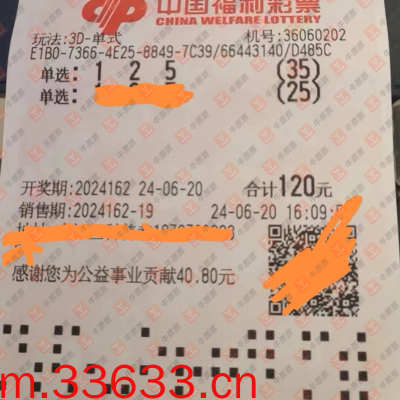 中国福利彩票
CHINA WELFARE LOTTERY
玩法:3D-单式 机号:36060202
E1B0-7366-4E25-8849-7C39/66443140/D485C
单选: 1 2 5 (35)
单选: (25)
开奖期:2024162 24-06-20 合计120元
销售期:2024162-19 24-06-20 16:09:
感谢您为公益事业贡献40.80元
m.33633.cn